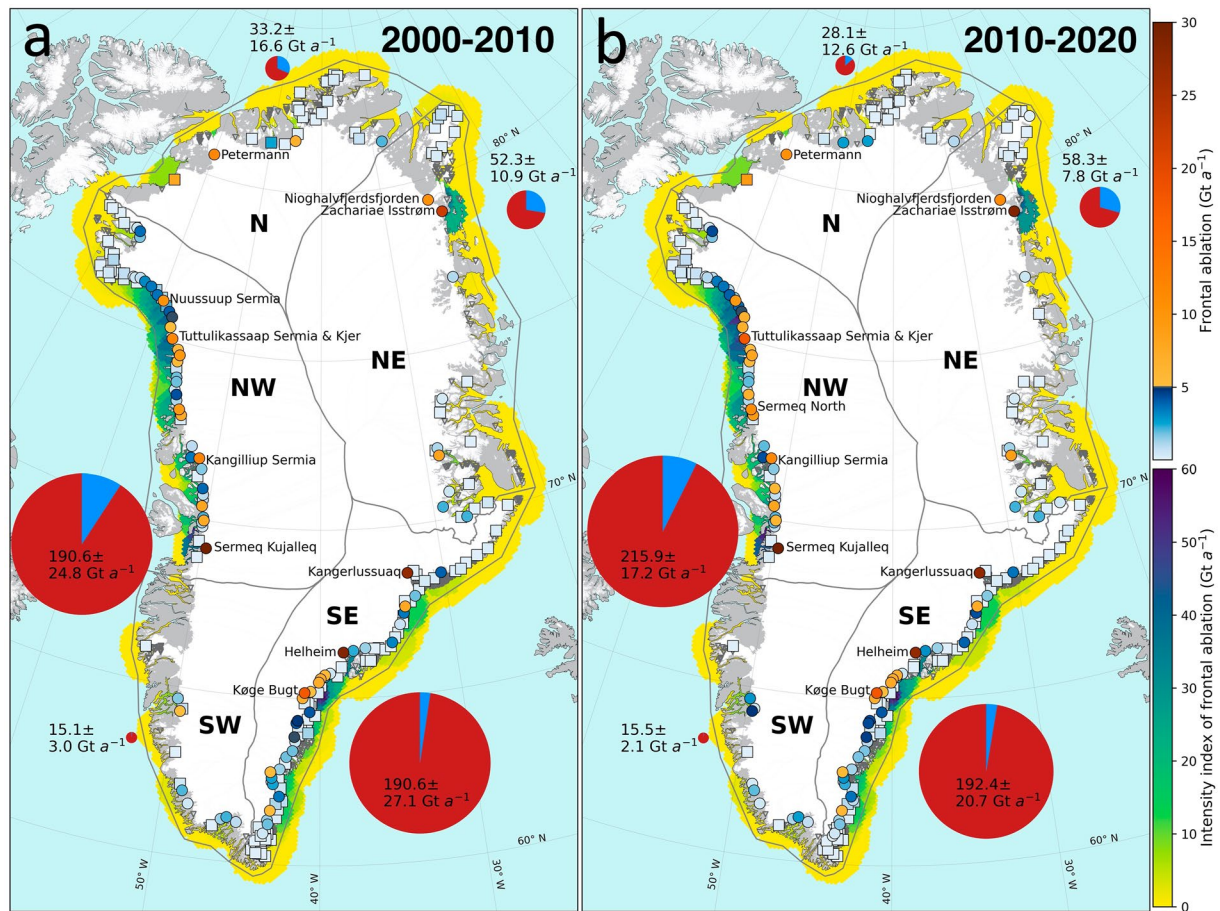 a
2000-2010
33.2±
16.6 Gt a⁻¹
80° N
52.3±
10.9 Gt a⁻¹
Petermann
Nioghalvfjerdsfjorden
Zachariae Isstrøm
N
Nuussuup Sermia
Tuttulikassaap Sermia & Kjer
NE
NW
Kangilliup Sermia
70° N
190.6±
24.8 Gt a⁻¹
Sermeq Kujalleq
Kangerlussuaq
SE
Helheim
Køge Bugt
SW
15.1±
3.0 Gt a⁻¹
190.6±
27.1 Gt a⁻¹
60° N
50° W
40° W
30° W
b
2010-2020
28.1±
12.6 Gt a⁻¹
80° N
58.3±
7.8 Gt a⁻¹
Petermann
Nioghalvfjerdsfjorden
Zachariae Isstrøm
N
Tuttulikassaap Sermia & Kjer
NE
NW
Sermeq North
Kangilliup Sermia
70° N
215.9±
17.2 Gt a⁻¹
Sermeq Kujalleq
Kangerlussuaq
SE
Helheim
Køge Bugt
SW
15.5±
2.1 Gt a⁻¹
192.4±
20.7 Gt a⁻¹
60° N
50° W
40° W
30° W
30
25
20
15
10
5
Frontal ablation (Gt a⁻¹)
60
50
40
30
20
10
0
Intensity index of frontal ablation (Gt a⁻¹)